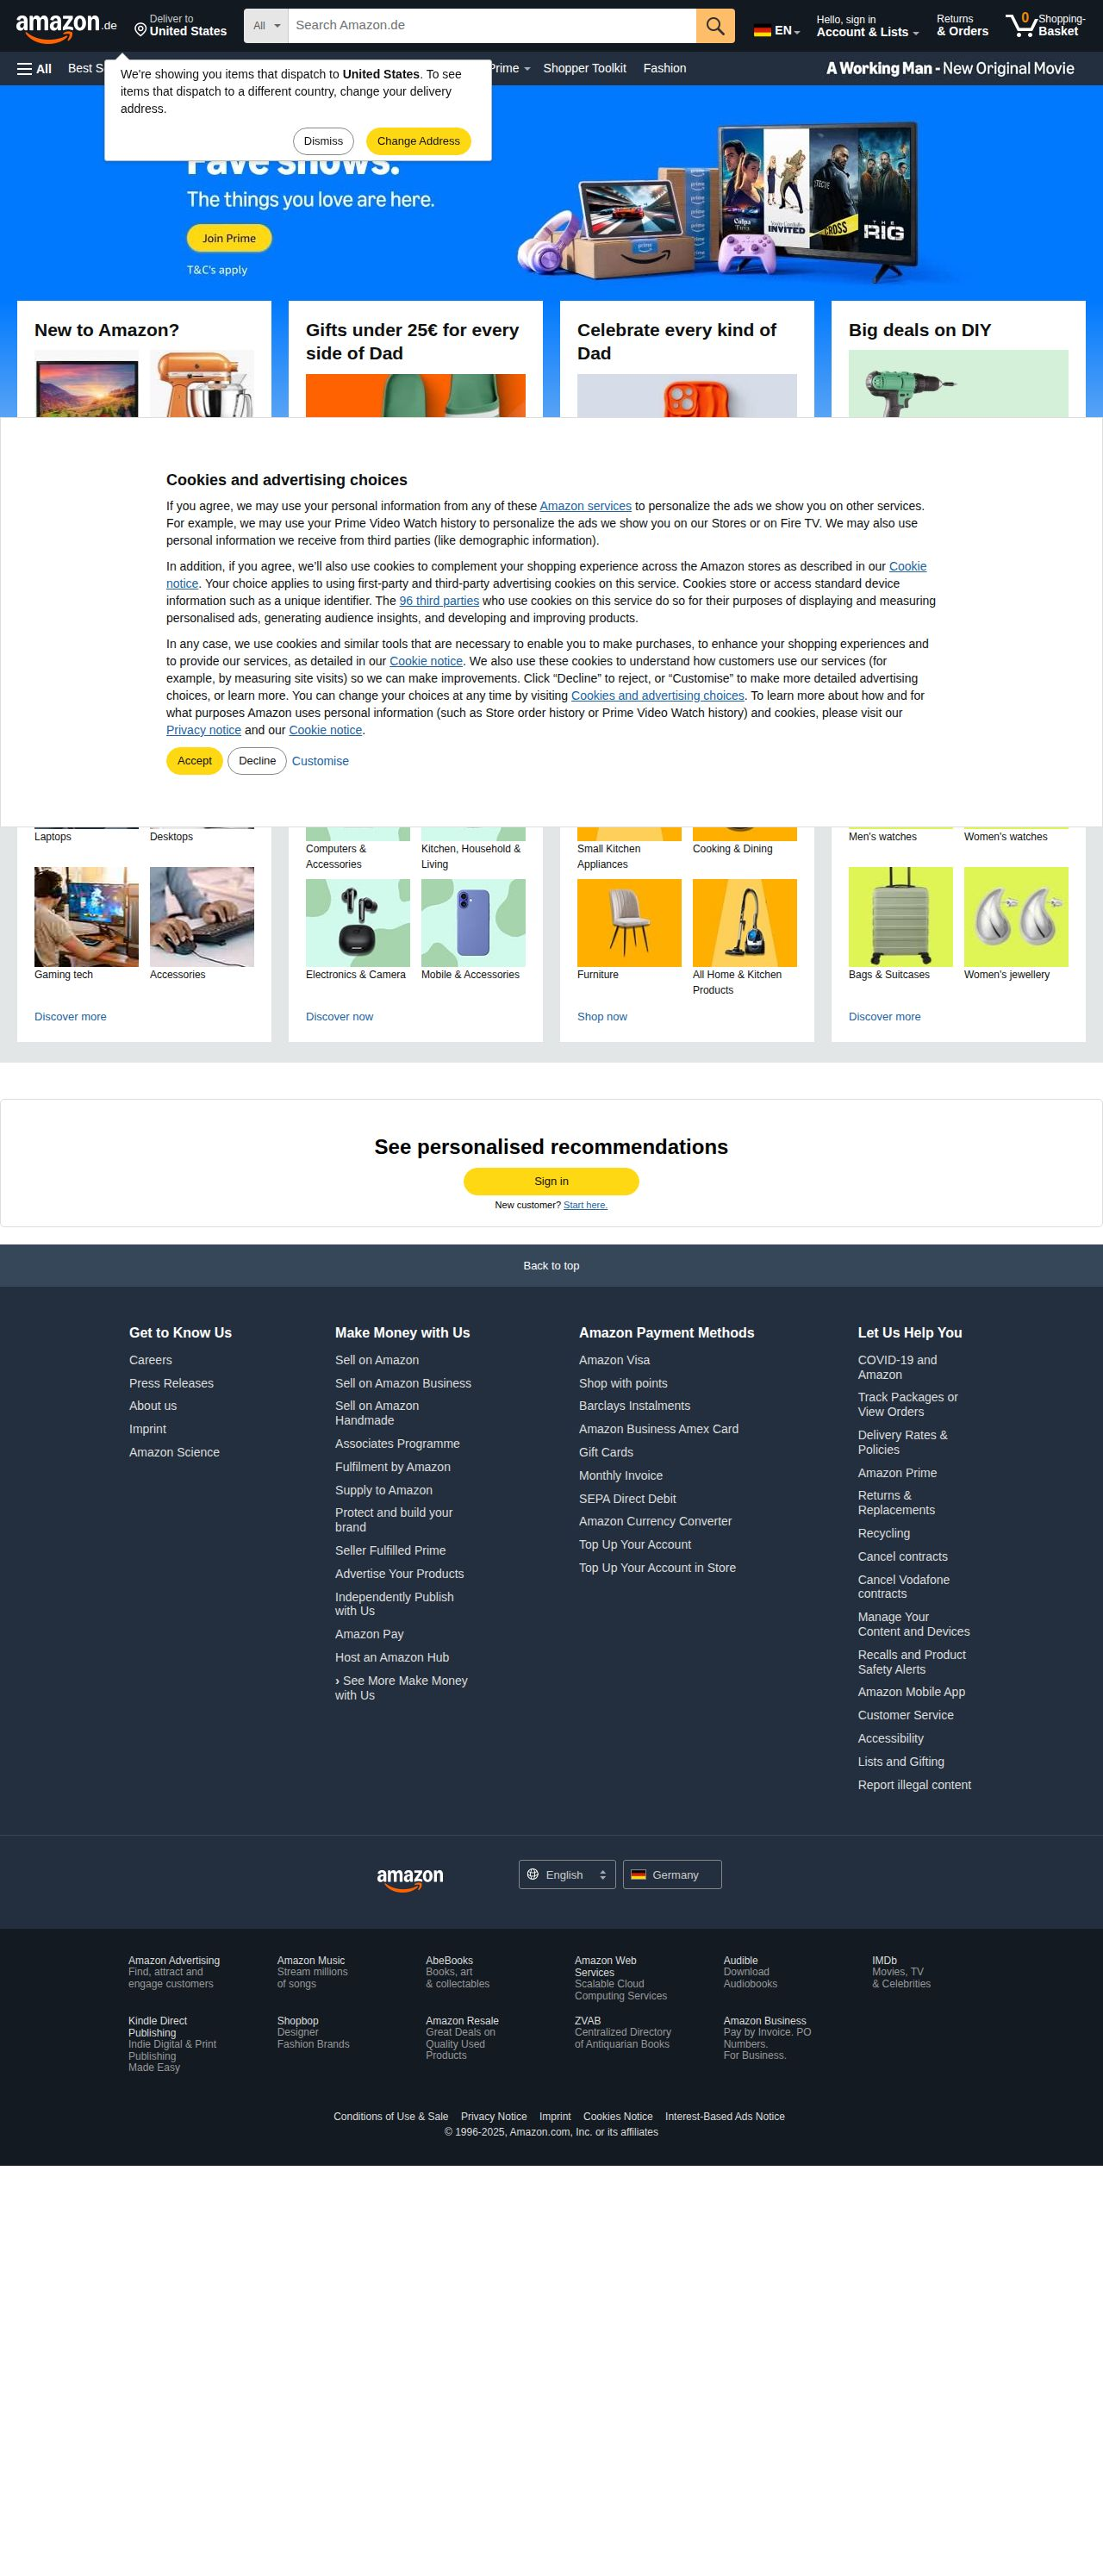 amazon.de
Deliver to
United States
All
Search Amazon.de
EN
Hello, sign in
Account & Lists
Returns
& Orders
0
Shopping-
Basket
All
Best S
Prime
Shopper Toolkit
Fashion
A Working Man - New Original Movie
We're showing you items that dispatch to United States. To see
items that dispatch to a different country, change your delivery
address.
Dismiss
Change Address
Fave shows.
The things you love are here.
Join Prime
T&C's apply
prime
INVITED
CROSS
THE
RIG
New to Amazon?
Gifts under 25€ for every
side of Dad
Celebrate every kind of
Dad
Big deals on DIY
Cookies and advertising choices
If you agree, we may use your personal information from any of these Amazon services to personalize the ads we show you on other services.
For example, we may use your Prime Video Watch history to personalize the ads we show you on our Stores or on Fire TV. We may also use
personal information we receive from third parties (like demographic information).
In addition, if you agree, we’ll also use cookies to complement your shopping experience across the Amazon stores as described in our Cookie
notice. Your choice applies to using first-party and third-party advertising cookies on this service. Cookies store or access standard device
information such as a unique identifier. The 96 third parties who use cookies on this service do so for their purposes of displaying and measuring
personalised ads, generating audience insights, and developing and improving products.
In any case, we use cookies and similar tools that are necessary to enable you to make purchases, to enhance your shopping experiences and
to provide our services, as detailed in our Cookie notice. We also use these cookies to understand how customers use our services (for
example, by measuring site visits) so we can make improvements. Click “Decline” to reject, or “Customise” to make more detailed advertising
choices, or learn more. You can change your choices at any time by visiting Cookies and advertising choices. To learn more about how and for
what purposes Amazon uses personal information (such as Store order history or Prime Video Watch history) and cookies, please visit our
Privacy notice and our Cookie notice.
Accept
Decline
Customise
Laptops
Desktops
Gaming tech
Accessories
Discover more
Computers &
Accessories
Kitchen, Household &
Living
Electronics & Camera
Mobile & Accessories
Discover now
Small Kitchen
Appliances
Cooking & Dining
Furniture
All Home & Kitchen
Products
Shop now
Men's watches
Women's watches
Bags & Suitcases
Women's jewellery
Discover more
See personalised recommendations
Sign in
New customer? Start here.
Back to top
Get to Know Us
Careers
Press Releases
About us
Imprint
Amazon Science
Make Money with Us
Sell on Amazon
Sell on Amazon Business
Sell on Amazon
Handmade
Associates Programme
Fulfilment by Amazon
Supply to Amazon
Protect and build your
brand
Seller Fulfilled Prime
Advertise Your Products
Independently Publish
with Us
Amazon Pay
Host an Amazon Hub
› See More Make Money
with Us
Amazon Payment Methods
Amazon Visa
Shop with points
Barclays Instalments
Amazon Business Amex Card
Gift Cards
Monthly Invoice
SEPA Direct Debit
Amazon Currency Converter
Top Up Your Account
Top Up Your Account in Store
Let Us Help You
COVID-19 and
Amazon
Track Packages or
View Orders
Delivery Rates &
Policies
Amazon Prime
Returns &
Replacements
Recycling
Cancel contracts
Cancel Vodafone
contracts
Manage Your
Content and Devices
Recalls and Product
Safety Alerts
Amazon Mobile App
Customer Service
Accessibility
Lists and Gifting
Report illegal content
amazon
English
Germany
Amazon Advertising
Find, attract and
engage customers
Amazon Music
Stream millions
of songs
AbeBooks
Books, art
& collectables
Amazon Web
Services
Scalable Cloud
Computing Services
Audible
Download
Audiobooks
IMDb
Movies, TV
& Celebrities
Kindle Direct
Publishing
Indie Digital & Print
Publishing
Made Easy
Shopbop
Designer
Fashion Brands
Amazon Resale
Great Deals on
Quality Used
Products
ZVAB
Centralized Directory
of Antiquarian Books
Amazon Business
Pay by Invoice. PO
Numbers.
For Business.
Conditions of Use & Sale
Privacy Notice
Imprint
Cookies Notice
Interest-Based Ads Notice
© 1996-2025, Amazon.com, Inc. or its affiliates